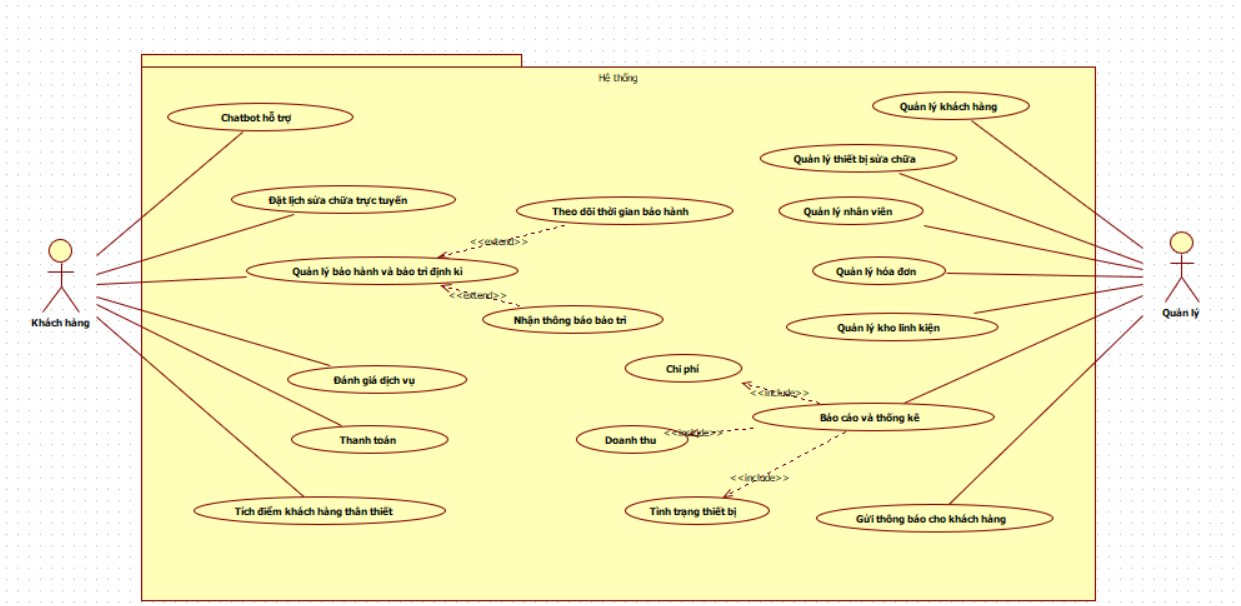 Hệ thống
Chatbot hỗ trợ
Quản lý khách hàng
Quản lý thiết bị sửa chữa
Đặt lịch sửa chữa trực tuyến
Theo dõi thời gian bảo hành
Quản lý nhân viên
<<extend>>
Quản lý bảo hành và bảo trì định kì
Quản lý hóa đơn
<<extend>>
Nhận thông báo bảo trì
Quản lý kho linh kiện
Khách hàng
Quản lý
Chi phí
Đánh giá dịch vụ
<<include>>
Báo cáo và thống kê
Thanh toán
Doanh thu
<<include>>
<<include>>
Tích điểm khách hàng thân thiết
Tình trạng thiết bị
Gửi thông báo cho khách hàng